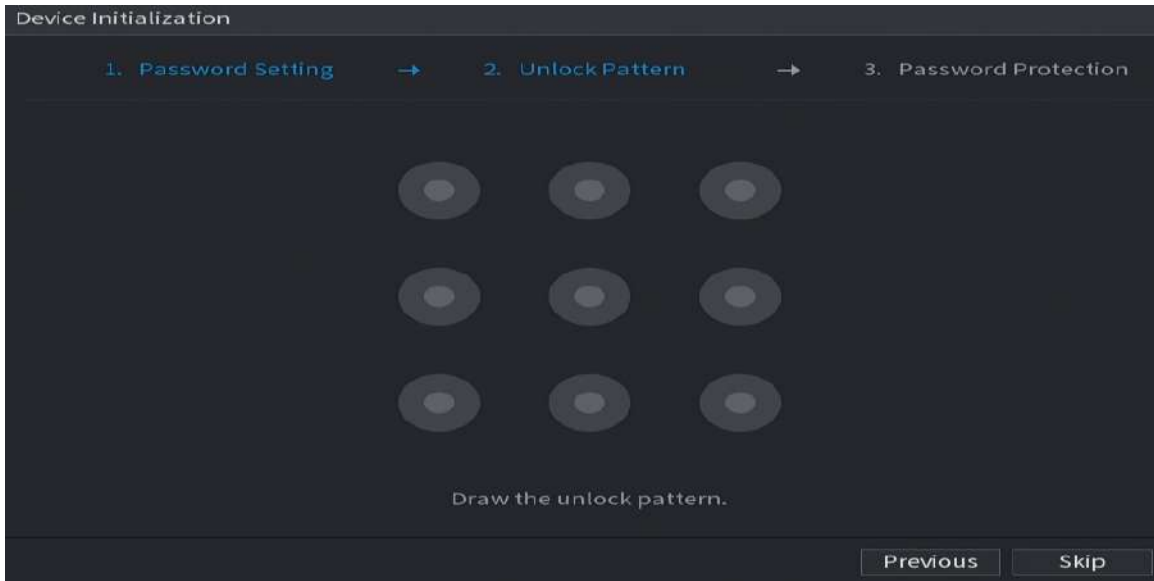 Device Initialization
1. Password Setting → 2. Unlock Pattern → 3. Password Protection
Draw the unlock pattern.
Previous Skip